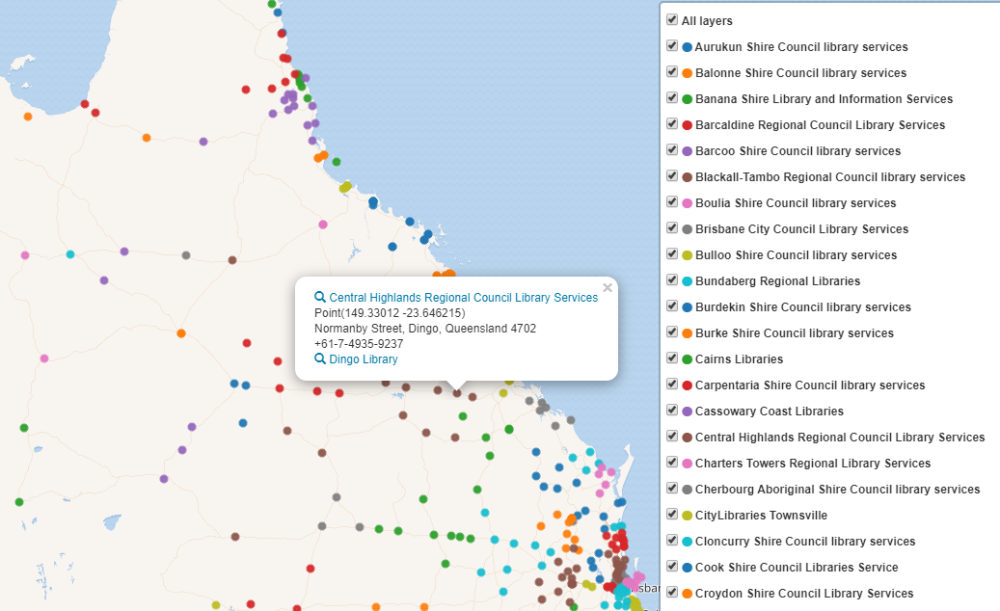 All layers
Aurukun Shire Council library services
Balonne Shire Council library services
Banana Shire Library and Information Services
Barcaldine Regional Council Library Services
Barcoo Shire Council library services
Blackall-Tambo Regional Council library services
Boulia Shire Council library services
Brisbane City Council Library Services
Bulloo Shire Council library services
Bundaberg Regional Libraries
Burdekin Shire Council library services
Burke Shire Council library services
Cairns Libraries
Carpentaria Shire Council library services
Cassowary Coast Libraries
Central Highlands Regional Council Library Services
Charters Towers Regional Library Services
Cherbourg Aboriginal Shire Council library services
CityLibraries Townsville
Cloncurry Shire Council library services
Cook Shire Council Libraries Service
Croydon Shire Council Library Services
Central Highlands Regional Council Library Services
Point(149.33012 -23.646215)
Normanby Street, Dingo, Queensland 4702
+61-7-4935-9237
Dingo Library